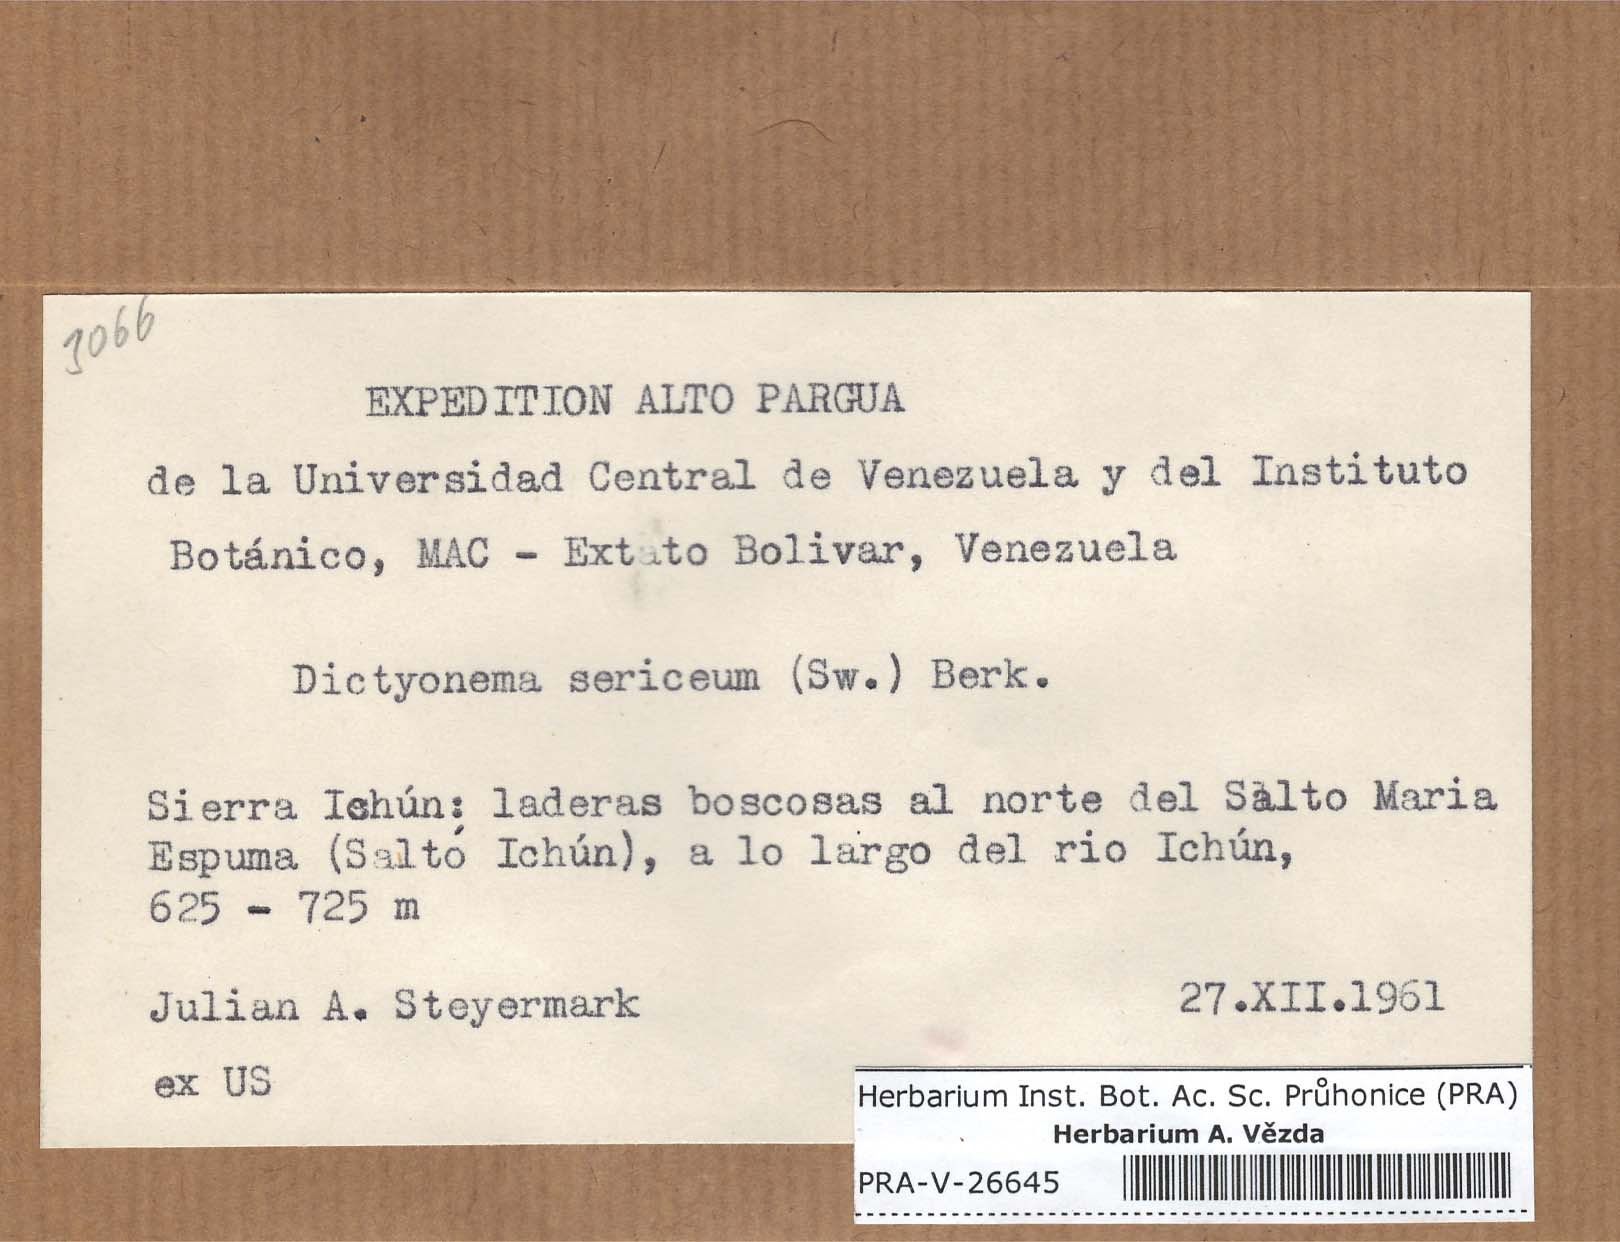 3066
EXPEDITION ALTO PARGUA
de la Universidad Central de Venezuela y del Instituto
Botánico, MAC - Extato Bolivar, Venezuela
Dictyonema sericeum (Sw.) Berk.
Sierra Ichún: laderas boscosas al norte del Sàlto Maria
Espuma (Saltó Ichún), a lo largo del rio Ichún,
625 - 725 m
Julian A. Steyermark 27.XII.1961
ex US
Herbarium Inst. Bot. Ac. Sc. Průhonice (PRA)
Herbarium A. Vězda
PRA-V-26645